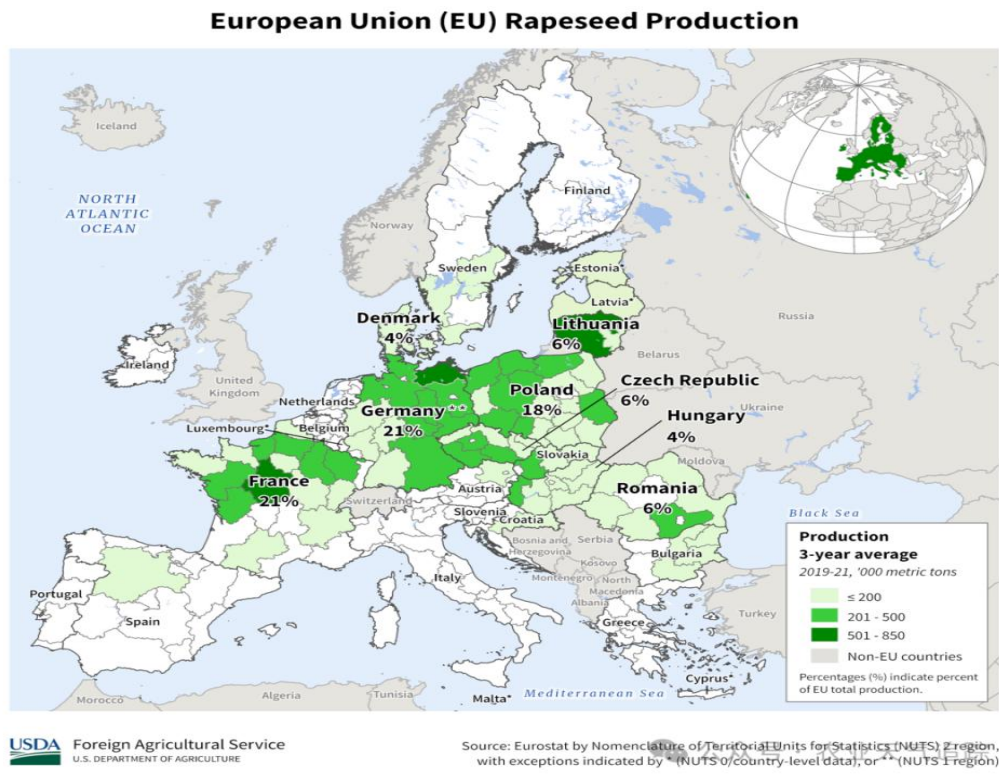 European Union (EU) Rapeseed Production
Iceland
NORTH
ATLANTIC
OCEAN
Norway
Finland
Sweden
Estonia*
Latvia*
Russia
Denmark
4%
Lithuania
6%
Belarus
Ireland
United
Kingdom
Netherlands
Germany**
21%
Poland
18%
Czech Republic
6%
Ukraine
Hungary
4%
Luxembourg*
Belgium
Slovakia
Moldova
France
21%
Switzerland
Austria
Slovenia
Croatia
Romania
6%
Black Sea
Bosnia and
Herzegovina
Serbia
Kosovo
Bulgaria
Montenegro
North
Macedonia
Albania
Italy
Portugal
Spain
Greece
Turkey
Cyprus*
Malta*
Mediterranean Sea
Morocco
Algeria
Tunisia
Production
3-year average
2019-21, '000 metric tons
≤ 200
201 - 500
501 - 850
Non-EU countries
Percentages (%) indicate percent
of EU total production.
USDA
Foreign Agricultural Service
U.S. DEPARTMENT OF AGRICULTURE
Source: Eurostat by Nomenclature of Territorial Units for Statistics (NUTS) 2 region,
with exceptions indicated by * (NUTS 0/country-level data), or ** (NUTS 1 region)
公众号